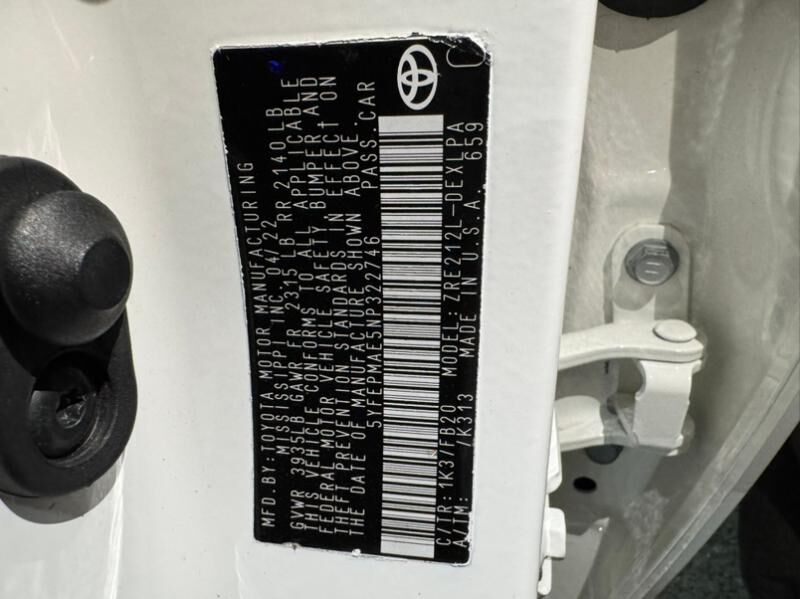 MFD.BY:TOYOTA MOTOR MANUFACTURING
MISSISSIPPI INC. 04/22
GVWR 3935LB GAWR FR 2315 LB RR 2140LB
THIS VEHICLE CONFORMS TO ALL APPLICABLE
FEDERAL MOTOR VEHICLE SAFETY BUMPER AND
THEFT PREVENTION STANDARDS IN EFFECT ON
THE DATE OF MANUFACTURE SHOWN ABOVE.
5YFEPMAE5NP322746 PASS.CAR
C/TR: 1K3/FB20 MODEL: ZRE212L-DEXLPA
A/TM: /K313 MADE IN U.S.A. 659